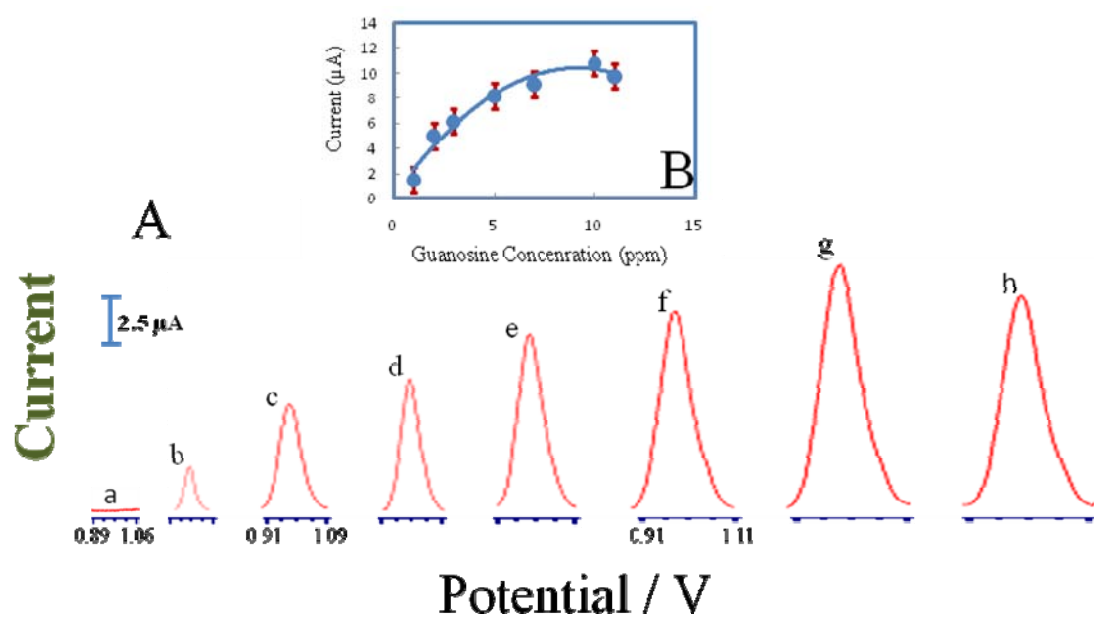 14
12
10
8
6
4
2
0
Current (µA)
0 5 10 15
Guanosine Concenration (ppm)
B
A
Current
2.5 µA
a b c d e f g h
0.89 1.06 0.91 1.09 0.91 1.11
Potential / V